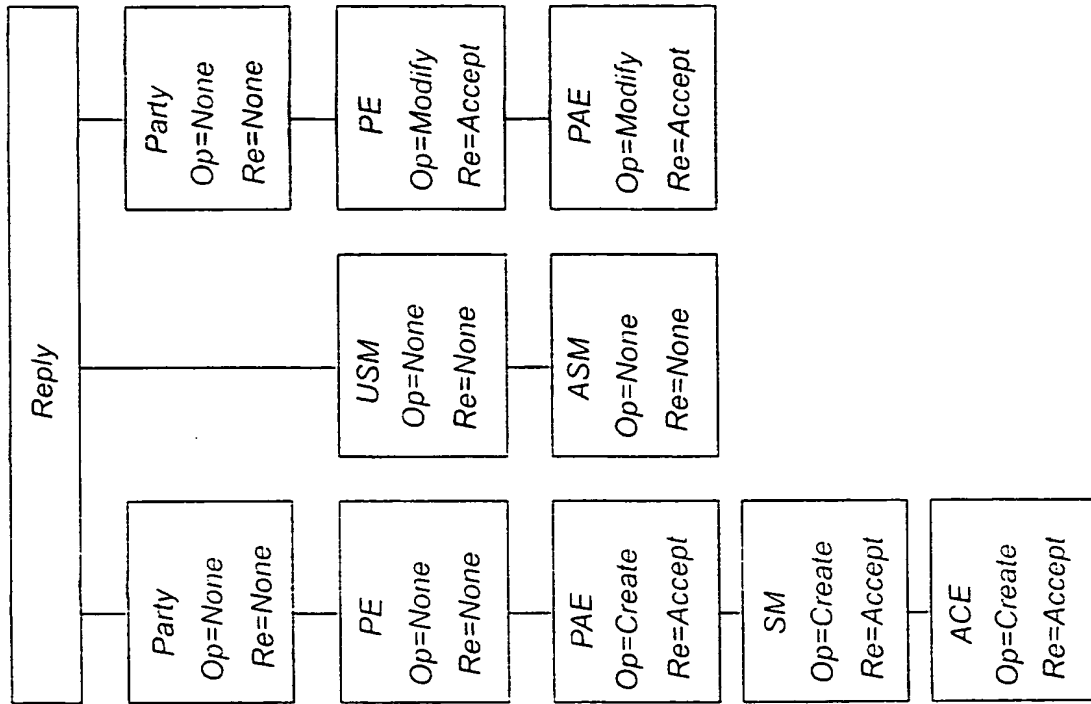 Reply
Party
Op=None
Re=None
PE
Op=None
Re=None
PAE
Op=Create
Re=Accept
SM
Op=Create
Re=Accept
ACE
Op=Create
Re=Accept
USM
Op=None
Re=None
ASM
Op=None
Re=None
Party
Op=None
Re=None
PE
Op=Modify
Re=Accept
PAE
Op=Modify
Re=Accept